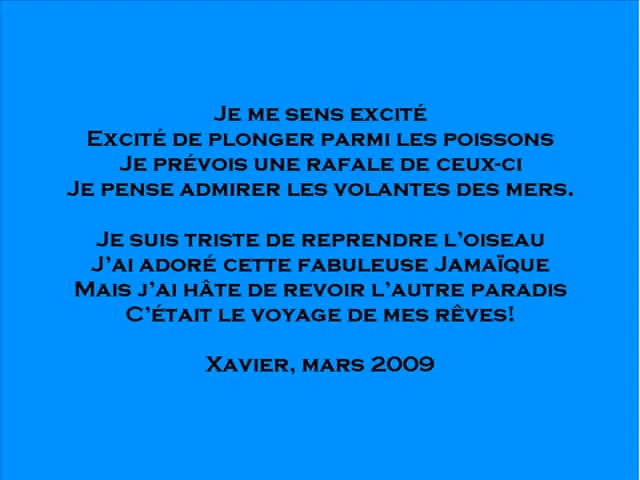 Je me sens excité
Excité de plonger parmi les poissons
Je prévois une rafale de ceux-ci
Je pense admirer les volantes des mers.
Je suis triste de reprendre l'oiseau
J'ai adoré cette fabuleuse Jamaïque
Mais j'ai hâte de revoir l'autre paradis
C'était le voyage de mes rêves!
Xavier, mars 2009